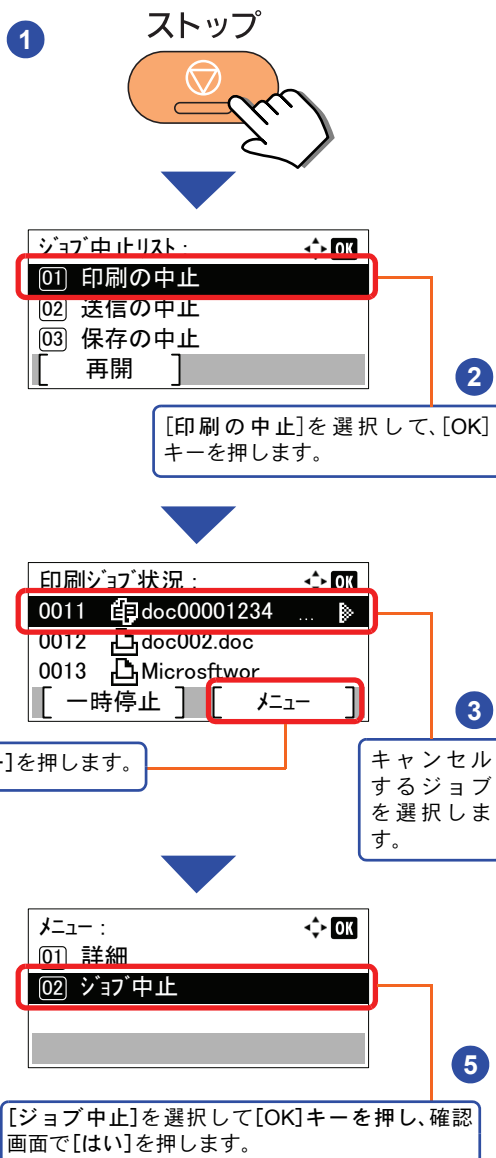 1
ストップ
ジョブ中止リスト: OK
01 印刷の中止
02 送信の中止
03 保存の中止
[ 再開 ]
2
[印刷の中止]を選択して、[OK]
キーを押します。
印刷ジョブ状況: OK
0011 doc00001234 …
0012 doc002.doc
0013 Microsftwor
[ 一時停止 ] [ メニュー ]
3
]を押します。
キャンセル
するジョブ
を選択しま
す。
メニュー: OK
01 詳細
02 ジョブ中止
5
[ジョブ中止]を選択して[OK]キーを押し、確認
画面で[はい]を押します。